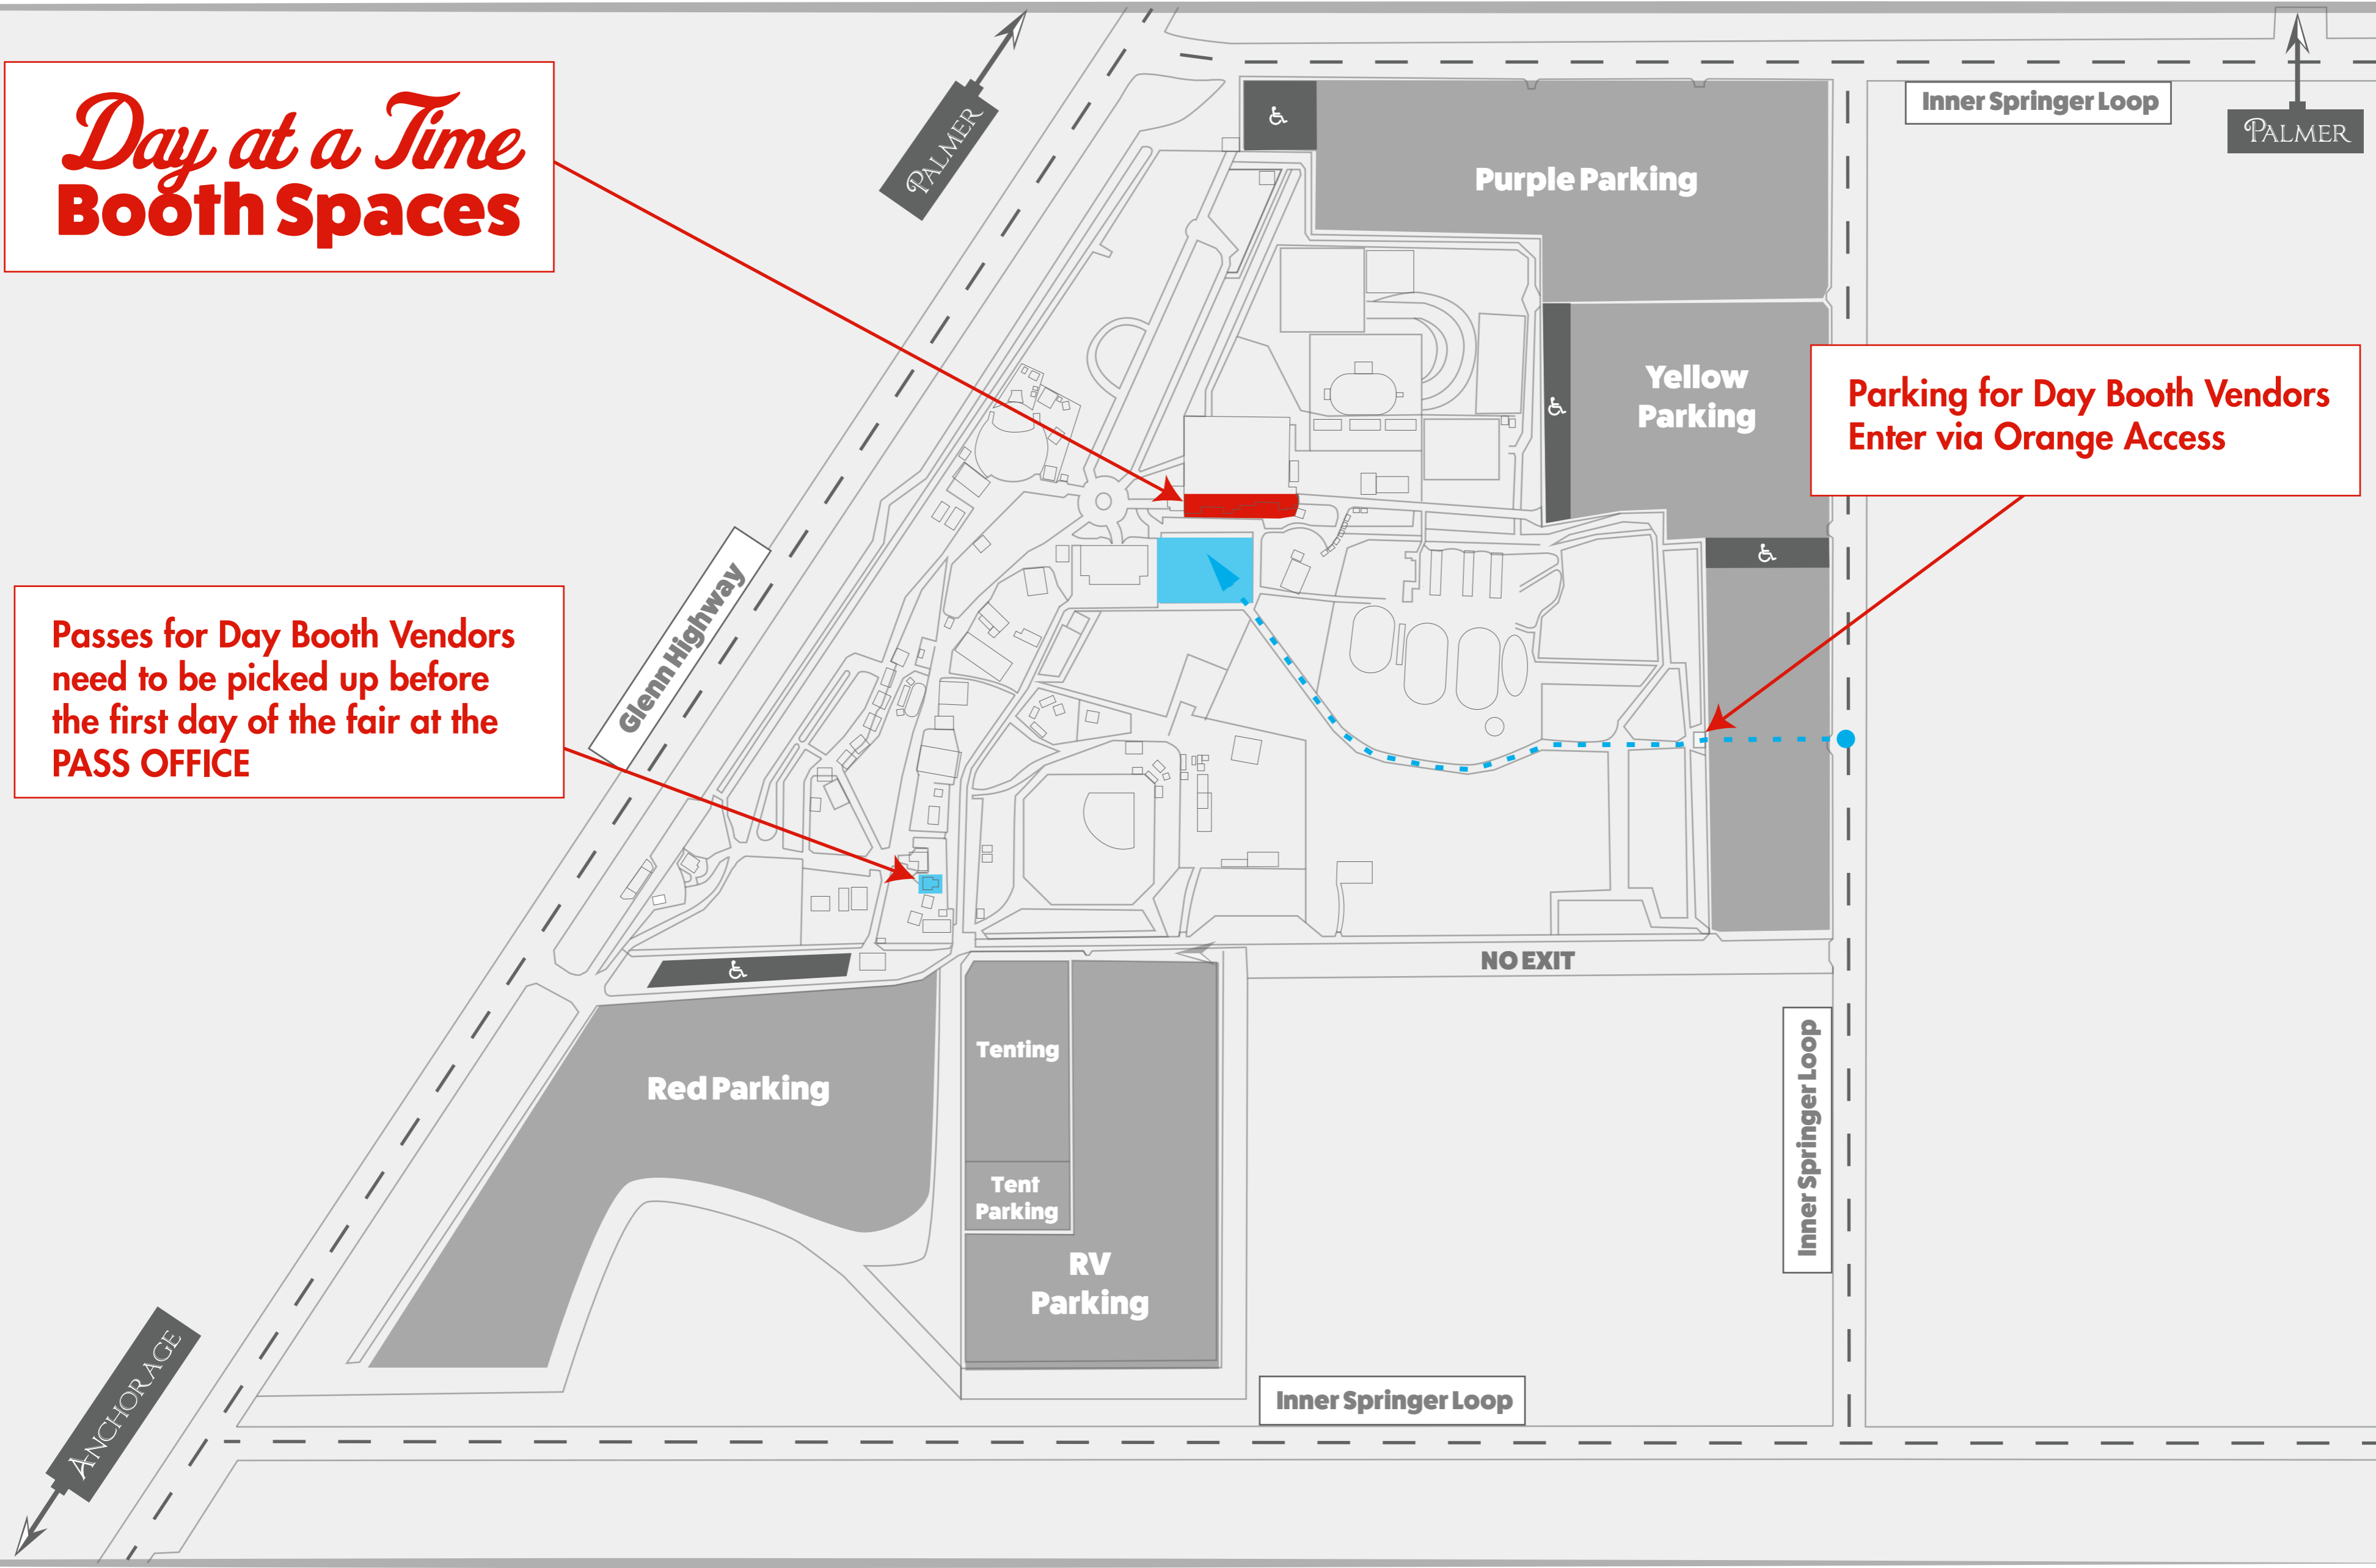 Day at a Time
Booth Spaces
PALMER
Inner Springer Loop
PALMER
Purple Parking
Yellow
Parking
Parking for Day Booth Vendors
Enter via Orange Access
Glenn Highway
Passes for Day Booth Vendors
need to be picked up before
the first day of the fair at the
PASS OFFICE
NO EXIT
Red Parking
Tenting
Tent
Parking
RV
Parking
Inner Springer Loop
Inner Springer Loop
ANCHORAGE